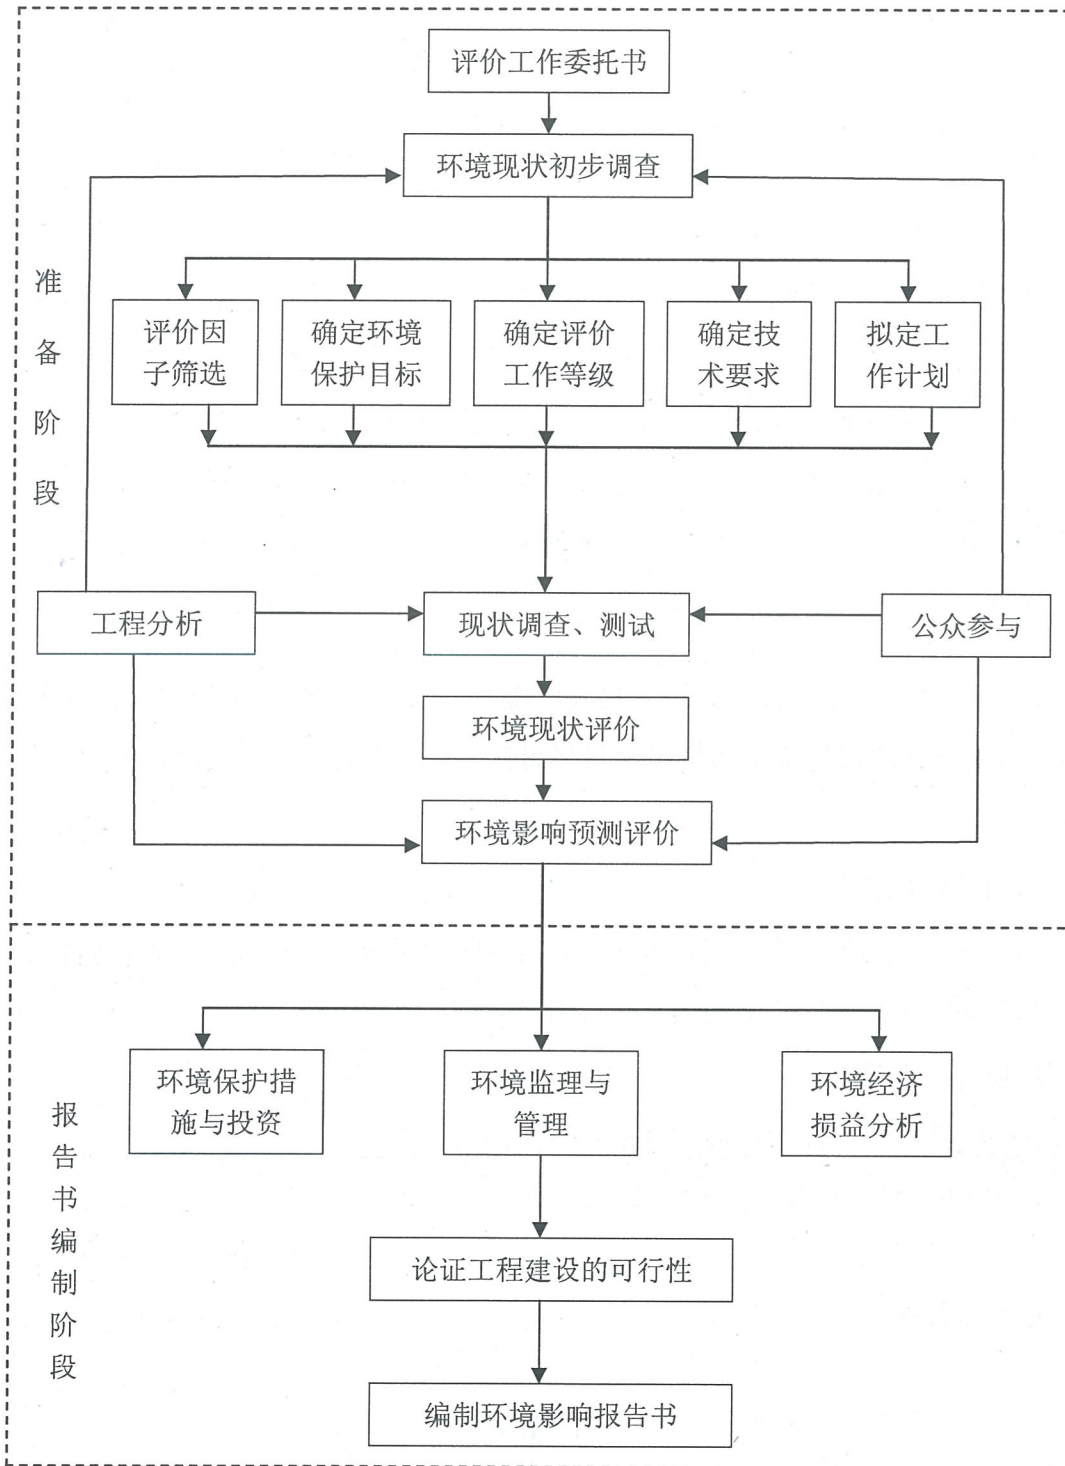 评价工作委托书
环境现状初步调查
准
备
阶
段
评价因
子筛选
确定环境
保护目标
确定评价
工作等级
确定技
术要求
拟定工
作计划
工程分析
现状调查、测试
公众参与
环境现状评价
环境影响预测评价
报
告
书
编
制
阶
段
环境保护措
施与投资
环境监理与
管理
环境经济
损益分析
论证工程建设的可行性
编制环境影响报告书